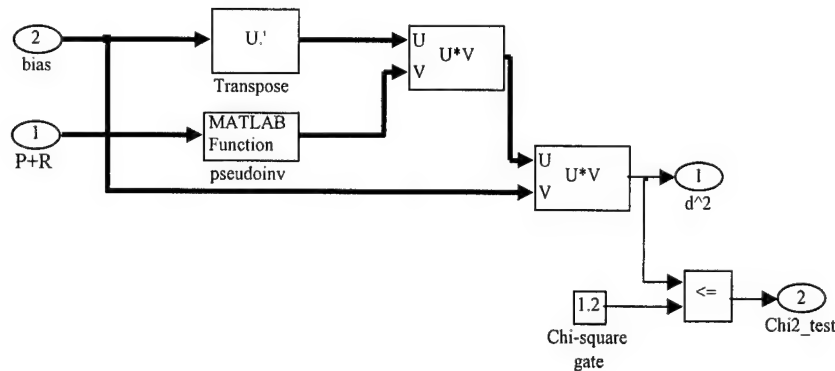 2
bias
U.'
Transpose
U
V
U*V
1
P+R
MATLAB
Function
pseudoinv
U
V
U*V
1
d^2
1.2
Chi-square
gate
<=
2
Chi2_test